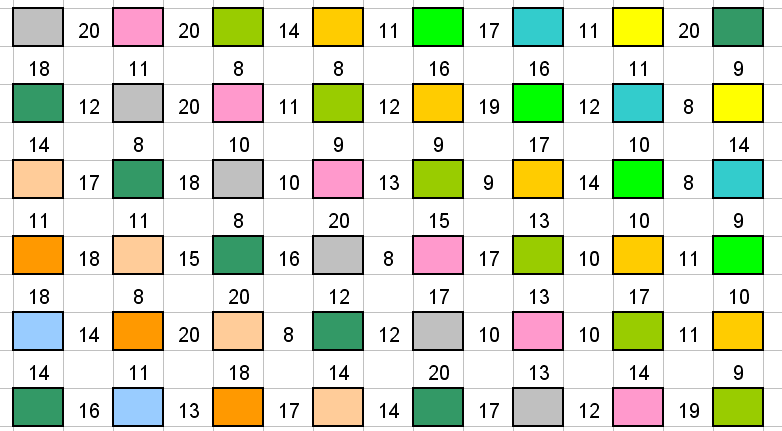 20 20 14 11 17 11 20
18 11 8 8 16 16 11 9
12 20 11 12 19 12 8
14 8 10 9 9 17 10 14
17 18 10 13 9 14 8
11 11 8 20 15 13 10 9
18 15 16 8 17 10 11
18 8 20 12 17 13 17 10
14 20 8 12 10 10 11
14 11 18 14 20 13 14 9
16 13 17 14 17 12 19